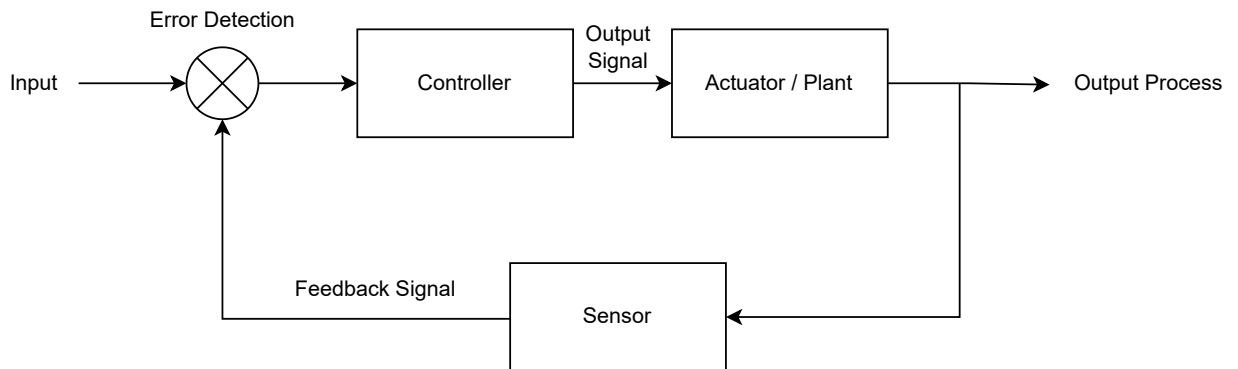 Error Detection
Input
Controller
Output
Signal
Actuator / Plant
Output Process
Feedback Signal
Sensor